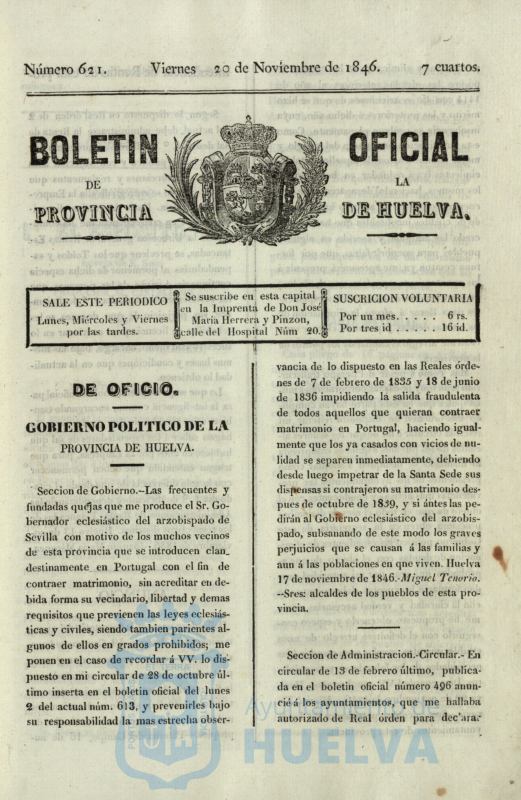 Número 621. Viernes 20 de Noviembre de 1846. 7 cuartos.
BOLETIN OFICIAL
DE LA
PROVINCIA DE HUELVA.
SALE ESTE PERIODICO
Lunes, Miércoles y Viernes
por las tardes.
Se suscribe en esta capital
en la Imprenta de Don José
Maria Herrera y Pinzon,
calle del Hospital Núm 20.
SUSCRICION VOLUNTARIA
Por un mes. . . . . 6 rs.
Por tres id . . . . . 16 id.
DE OFICIO.
GOBIERNO POLITICO DE LA
PROVINCIA DE HUELVA.
Seccion de Gobierno.--Las frecuentes y
fundadas quejas que me produce el Sr. Go-
bernador eclesiástico del arzobispado de
Sevilla con motivo de los muchos vecinos
de esta provincia que se introducen clan_
destinamente en Portugal con el fin de
contraer matrimonio, sin acreditar en de-
bida forma su vecindario, libertad y demas
requisitos que previenen las leyes eclesiás-
ticas y civiles, siendo tambien parientes al-
gunos de ellos en grados prohibidos; me
ponen en el caso de recordar á VV. lo dis-
puesto en mi circular de 28 de octubre úl-
timo inserta en el boletin oficial del lunes
2 del actual núm. 613, y prevenirles bajo
su responsabilidad la mas estrecha obser-
vancia de lo dispuesto en las Reales órde-
nes de 7 de febrero de 1835 y 18 de junio
de 1836 impidiendo la salida fraudulenta
de todos aquellos que quieran contraer
matrimonio en Portugal, haciendo igual-
mente que los ya casados con vicios de nu-
lidad se separen inmediatamente, debiendo
desde luego impetrar de la Santa Sede sus
dispensas si contrajeron su matrimonio des-
pues de octubre de 1839, y si ántes las pe-
dirán al Gobierno eclesiástico del arzobis-
pado, subsanando de este modo los graves
perjuicios que se causan á las familias y
aun á las poblaciones en que viven. Huelva
17 de noviembre de 1846.-Miguel Tenorio.
--Sres: alcaldes de los pueblos de esta pro-
vincia.
Seccion de Administracion.-Circular.- En
circular de 13 de febrero último, publica-
da en el boletin oficial número 496 anun-
cié á los ayuntamientos, que me hallaba
autorizado de Real órden para dec'arar
Ayuntamiento de
HUELVA